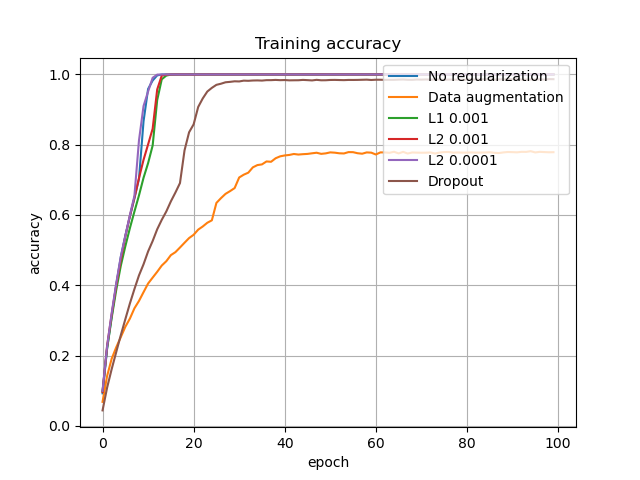 Training accuracy
1.0
0.8
0.6
0.4
0.2
0.0
accuracy
0
20
40
60
80
100
epoch
No regularization
Data augmentation
L1 0.001
L2 0.001
L2 0.0001
Dropout